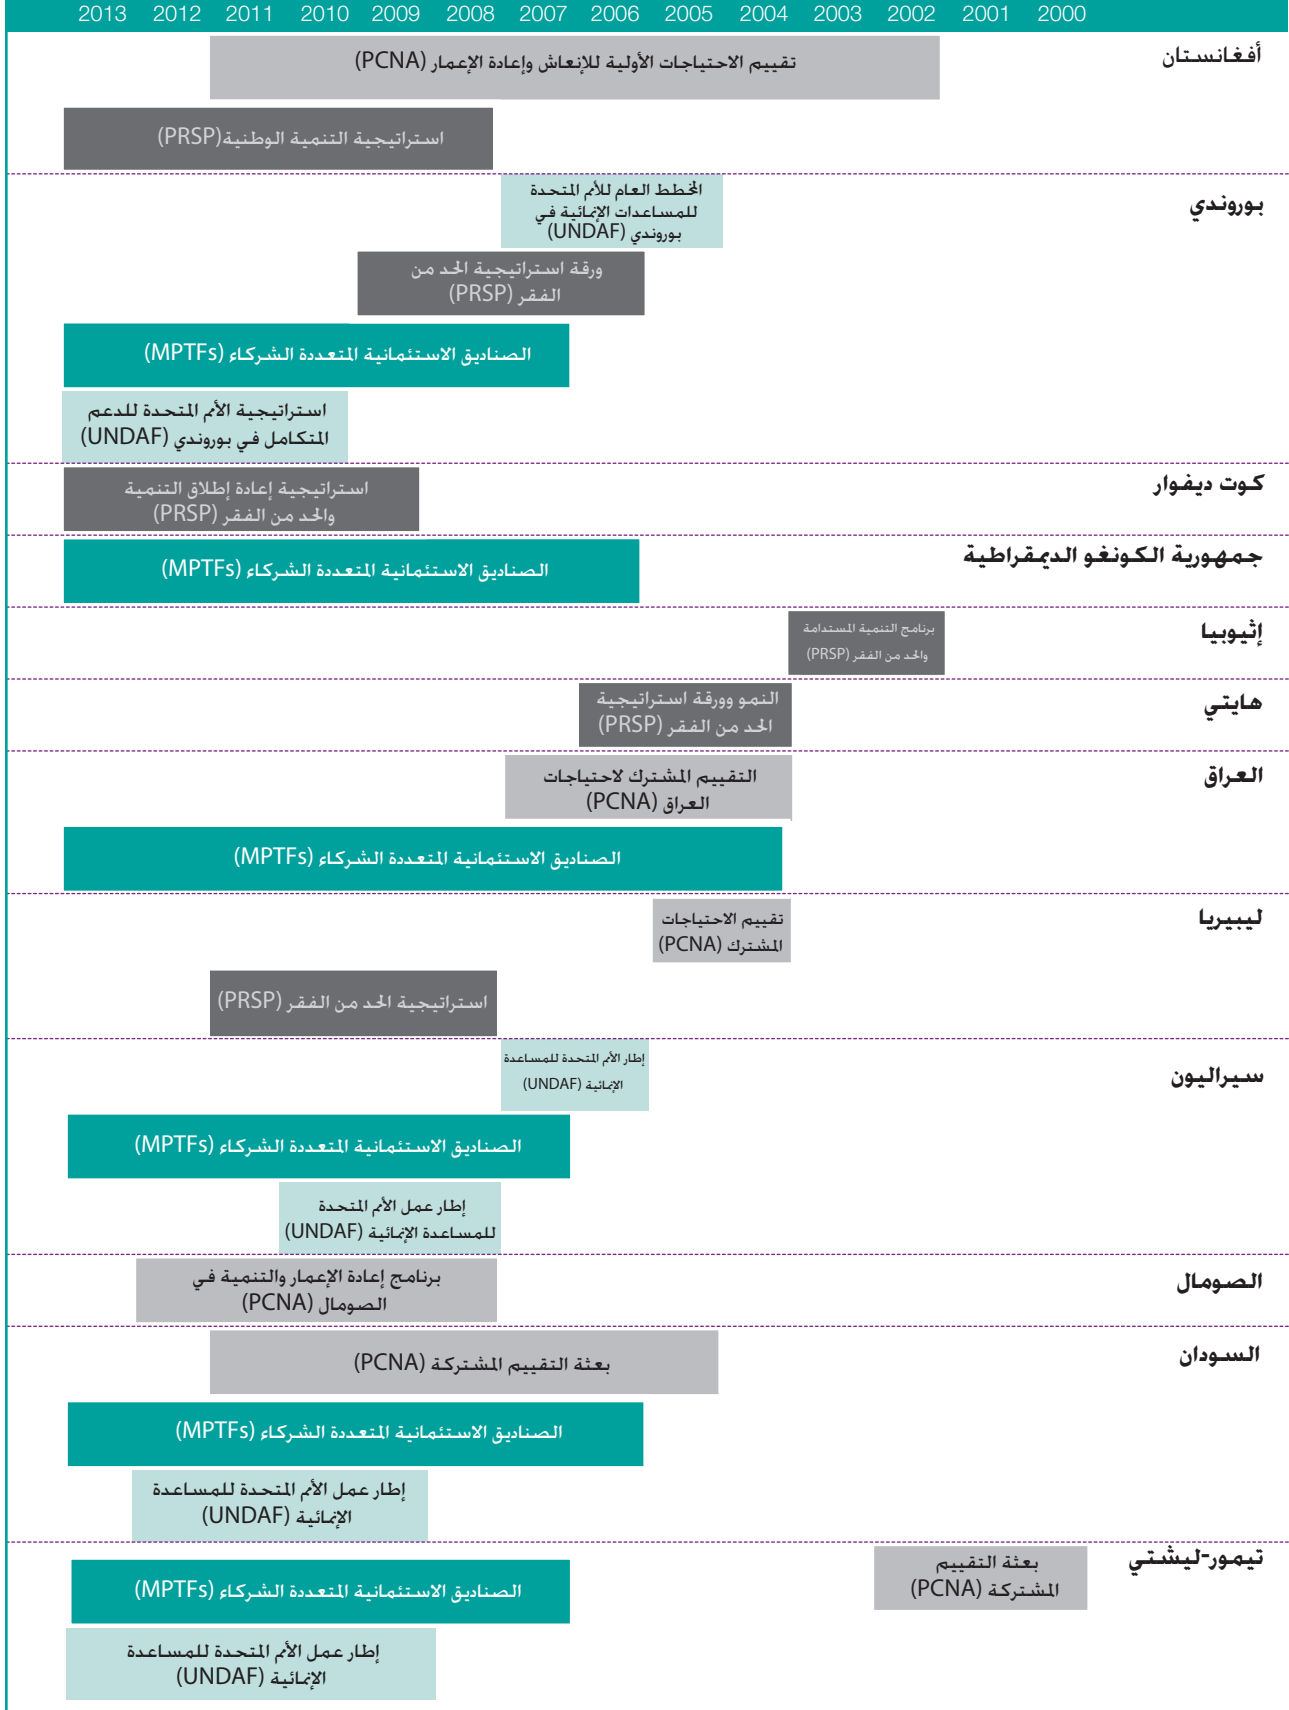 2013 2012 2011 2010 2009 2008 2007 2006 2005 2004 2003 2002 2001 2000
أفغانستان
تقييم الاحتياجات الأولية للإنعاش وإعادة الإعمار (PCNA)
استراتيجية التنمية الوطنية(PRSP)
بوروندي
المخطط العام للأمم المتحدة
للمساعدات الإنمائية في
بوروندي (UNDAF)
ورقة استراتيجية الحد من
الفقر (PRSP)
الصناديق الاستئمانية المتعددة الشركاء (MPTFs)
استراتيجية الأمم المتحدة للدعم
المتكامل في بوروندي (UNDAF)
كوت ديفوار
استراتيجية إعادة إطلاق التنمية
والحد من الفقر (PRSP)
جمهورية الكونغو الديمقراطية
الصناديق الاستئمانية المتعددة الشركاء (MPTFs)
إثيوبيا
برنامج التنمية المستدامة
والحد من الفقر (PRSP)
هايتي
النمو وورقة استراتيجية
الحد من الفقر (PRSP)
العراق
التقييم المشترك لاحتياجات
العراق (PCNA)
الصناديق الاستئمانية المتعددة الشركاء (MPTFs)
ليبيريا
تقييم الاحتياجات
المشترك (PCNA)
استراتيجية الحد من الفقر (PRSP)
سيراليون
إطار الأمم المتحدة للمساعدة
الإنمائية (UNDAF)
الصناديق الاستئمانية المتعددة الشركاء (MPTFs)
إطار عمل الأمم المتحدة
للمساعدة الإنمائية (UNDAF)
الصومال
برنامج إعادة الإعمار والتنمية في
الصومال (PCNA)
السودان
بعثة التقييم المشتركة (PCNA)
الصناديق الاستئمانية المتعددة الشركاء (MPTFs)
إطار عمل الأمم المتحدة للمساعدة
الإنمائية (UNDAF)
تيمور-ليشتي
بعثة التقييم
المشتركة (PCNA)
الصناديق الاستئمانية المتعددة الشركاء (MPTFs)
إطار عمل الأمم المتحدة للمساعدة
الإنمائية (UNDAF)